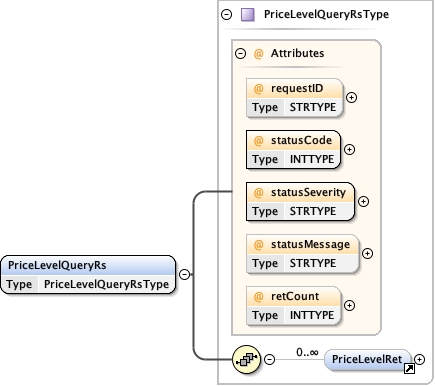 PriceLevelQueryRsType
@ Attributes
@ requestID
Type STRTYPE
@ statusCode
Type INTTYPE
@ statusSeverity
Type STRTYPE
@ statusMessage
Type STRTYPE
PriceLevelQueryRs
Type PriceLevelQueryRsType
@ retCount
Type INTTYPE
0..∞
PriceLevelRet